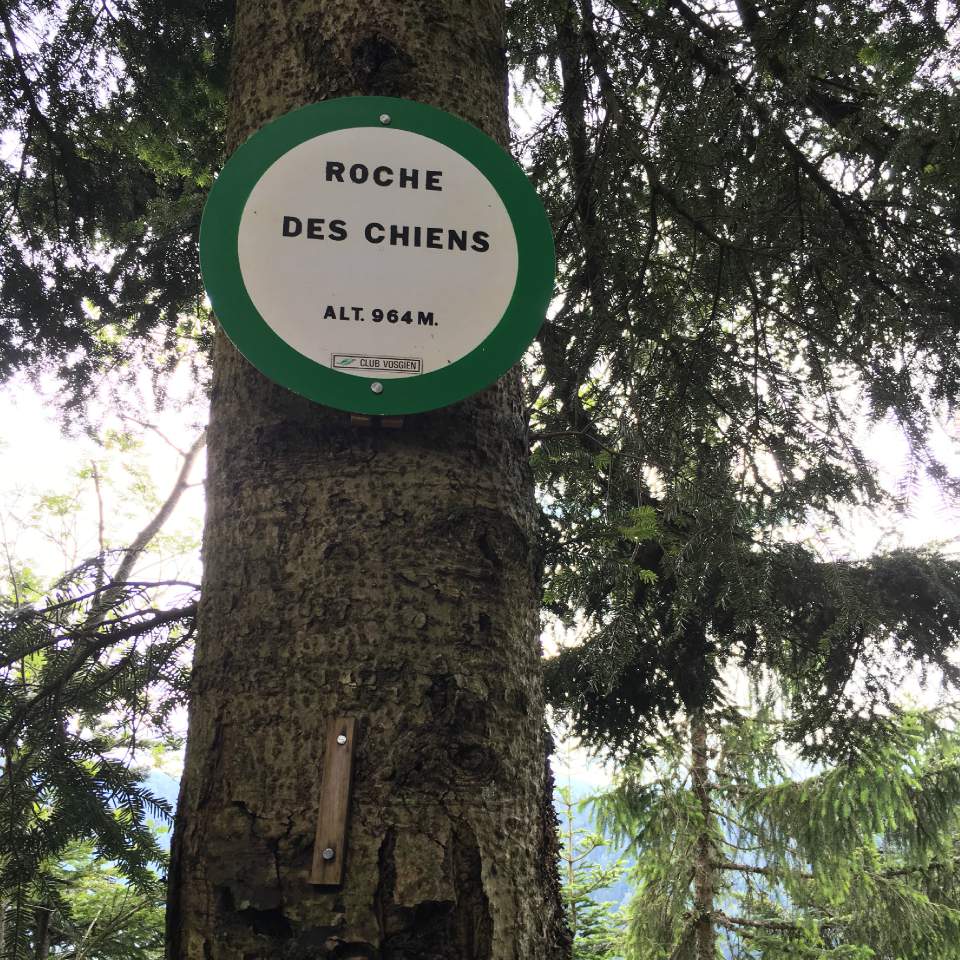 ROCHE
DES CHIENS
ALT. 964 M.
CLUB VOSGIEN